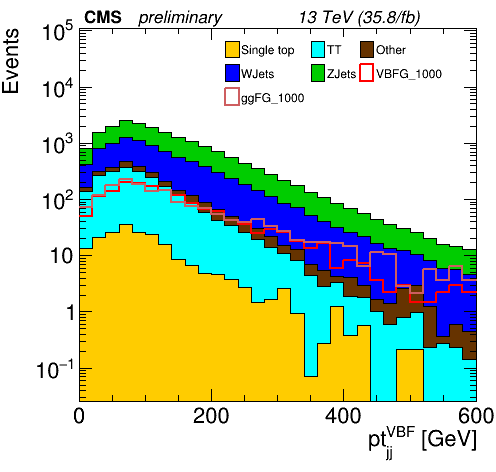 CMS preliminary 13 TeV (35.8/fb)
Events
Single top TT Other
WJets ZJets VBFG_1000
ggFG_1000
10^5
10^4
10^3
10^2
10
1
10^−1
0 200 400 600
pt_jj^VBF [GeV]